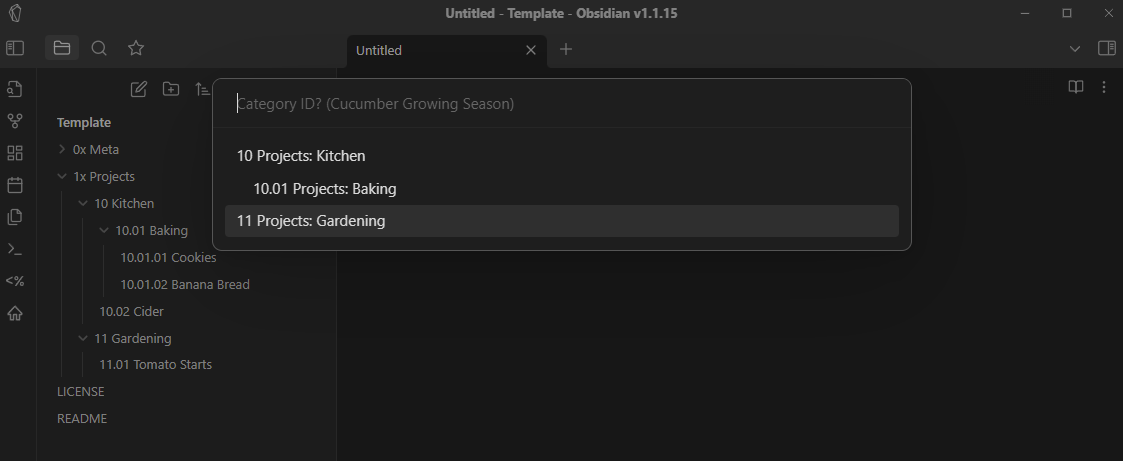 Untitled - Template - Obsidian v1.1.15
Untitled
Category ID? (Cucumber Growing Season)
10 Projects: Kitchen
10.01 Projects: Baking
11 Projects: Gardening
Template
0x Meta
1x Projects
10 Kitchen
10.01 Baking
10.01.01 Cookies
10.01.02 Banana Bread
10.02 Cider
11 Gardening
11.01 Tomato Starts
LICENSE
README